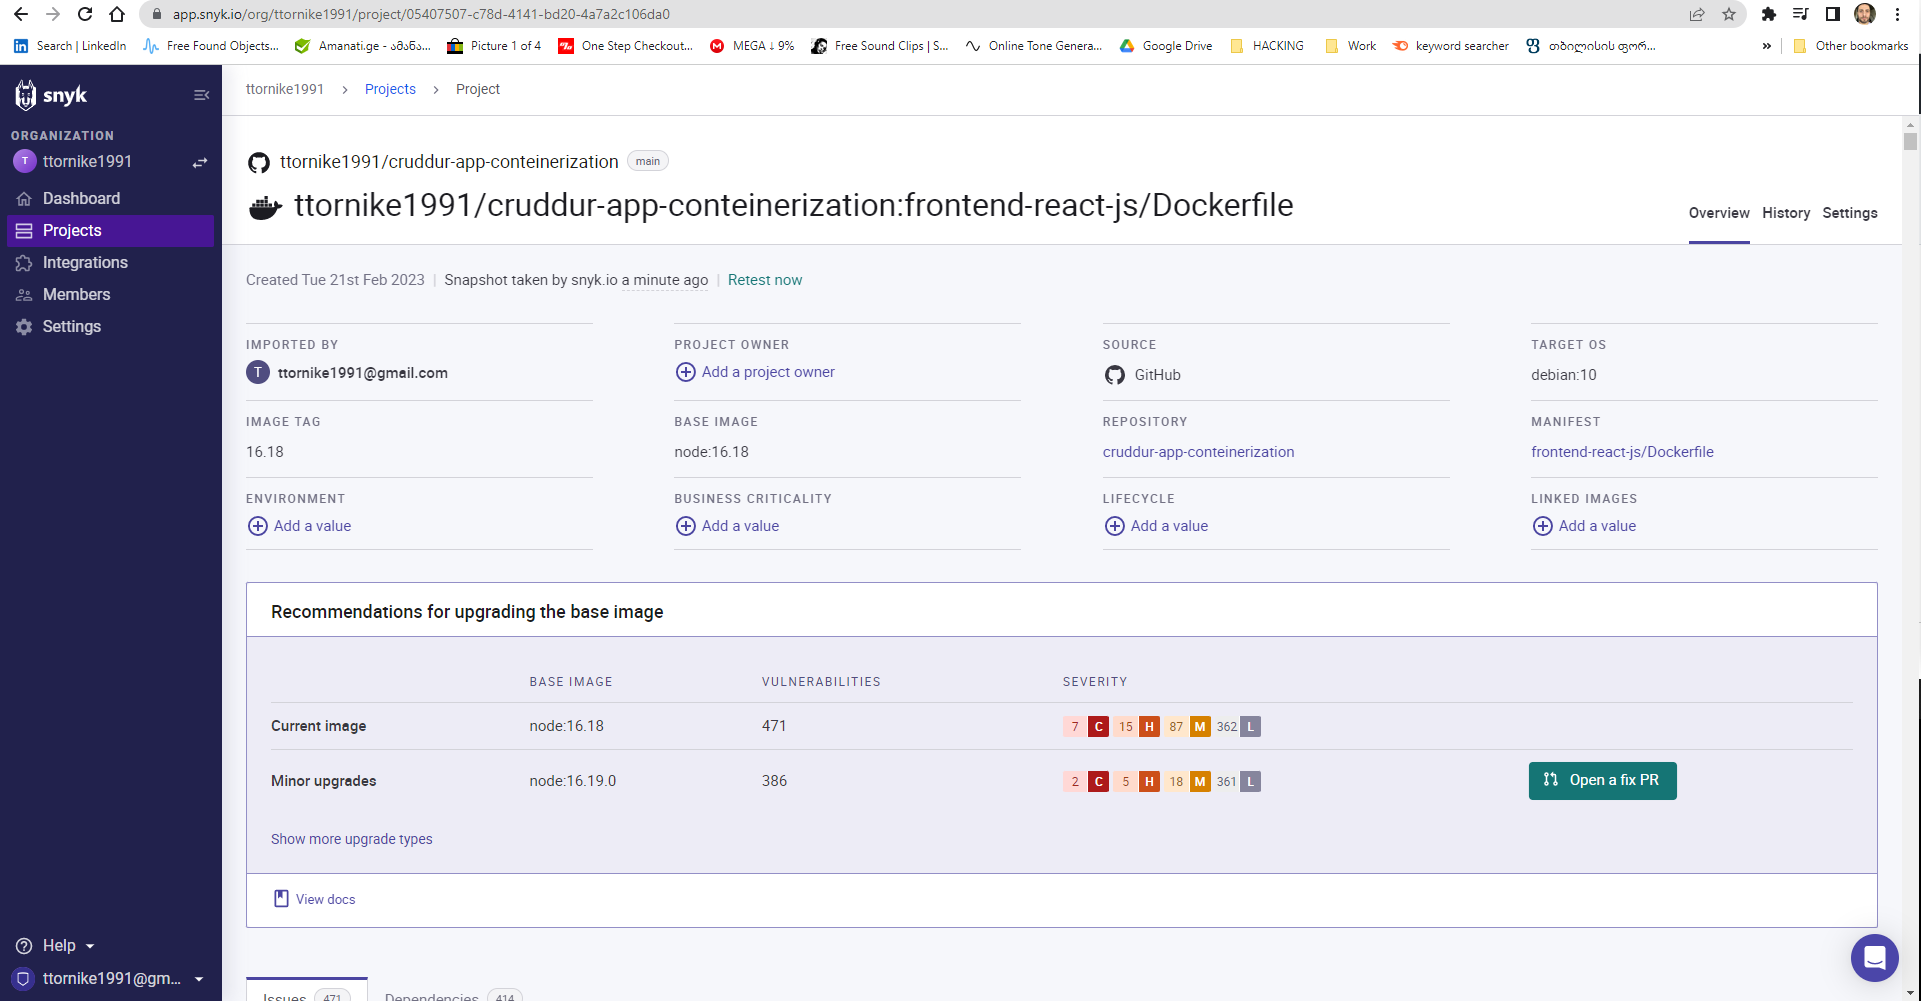 app.snyk.io/org/ttornike1991/project/05407507-c78d-4141-bd20-4a7a2c106da0
Search | LinkedIn
Free Found Objects...
Amanati.ge - ამანა...
Picture 1 of 4
One Step Checkout...
MEGA ↓ 9%
Free Sound Clips | S...
Online Tone Genera...
Google Drive
HACKING
Work
keyword searcher
თბილისის ფორ...
»
Other bookmarks
snyk
ORGANIZATION
T ttornike1991
Dashboard
Projects
Integrations
Members
Settings
Help
ttornike1991@gm...
ttornike1991 > Projects > Project
ttornike1991/cruddur-app-conteinerization main
ttornike1991/cruddur-app-conteinerization:frontend-react-js/Dockerfile
Overview History Settings
Created Tue 21st Feb 2023 | Snapshot taken by snyk.io a minute ago | Retest now
IMPORTED BY
T ttornike1991@gmail.com
PROJECT OWNER
Add a project owner
SOURCE
GitHub
TARGET OS
debian:10
IMAGE TAG
16.18
BASE IMAGE
node:16.18
REPOSITORY
cruddur-app-conteinerization
MANIFEST
frontend-react-js/Dockerfile
ENVIRONMENT
Add a value
BUSINESS CRITICALITY
Add a value
LIFECYCLE
Add a value
LINKED IMAGES
Add a value
Recommendations for upgrading the base image
BASE IMAGE VULNERABILITIES SEVERITY
Current image node:16.18 471 7 C 15 H 87 M 362 L
Minor upgrades node:16.19.0 386 2 C 5 H 18 M 361 L Open a fix PR
Show more upgrade types
View docs
Issues 471 Dependencies 414